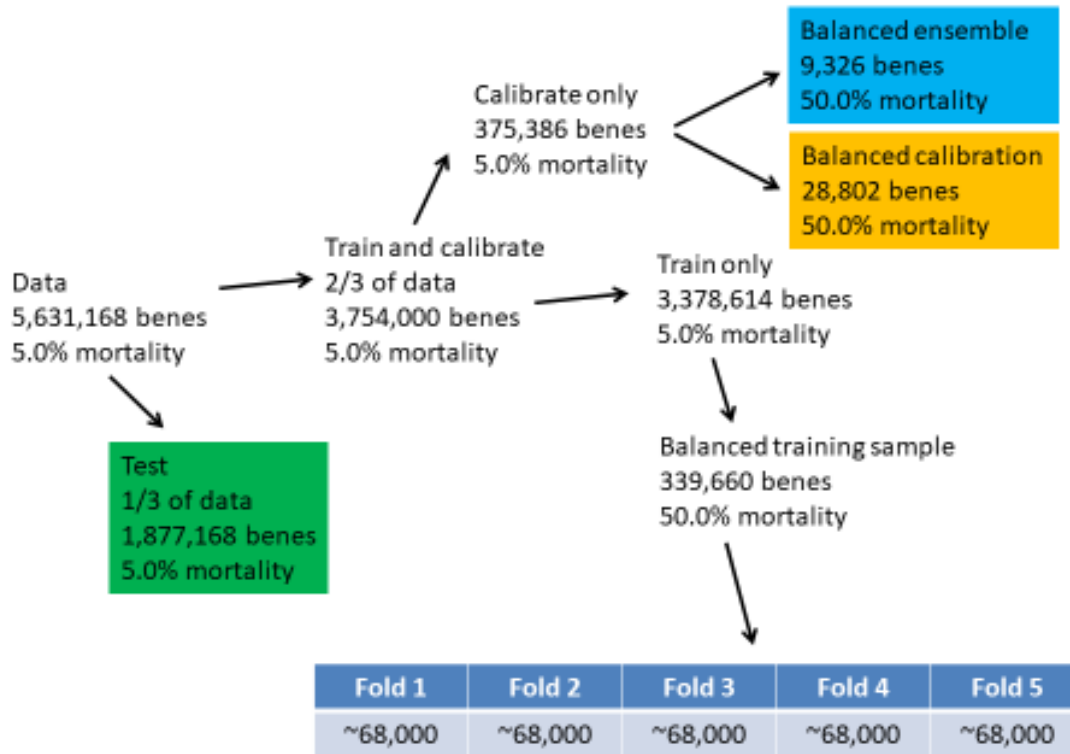 Balanced ensemble
9,326 benes
50.0% mortality
Calibrate only
375,386 benes
5.0% mortality
Balanced calibration
28,802 benes
50.0% mortality
Train and calibrate
2/3 of data
3,754,000 benes
5.0% mortality
Train only
3,378,614 benes
5.0% mortality
Data
5,631,168 benes
5.0% mortality
Test
1/3 of data
1,877,168 benes
5.0% mortality
Balanced training sample
339,660 benes
50.0% mortality
Fold 1 Fold 2 Fold 3 Fold 4 Fold 5
~68,000 ~68,000 ~68,000 ~68,000 ~68,000